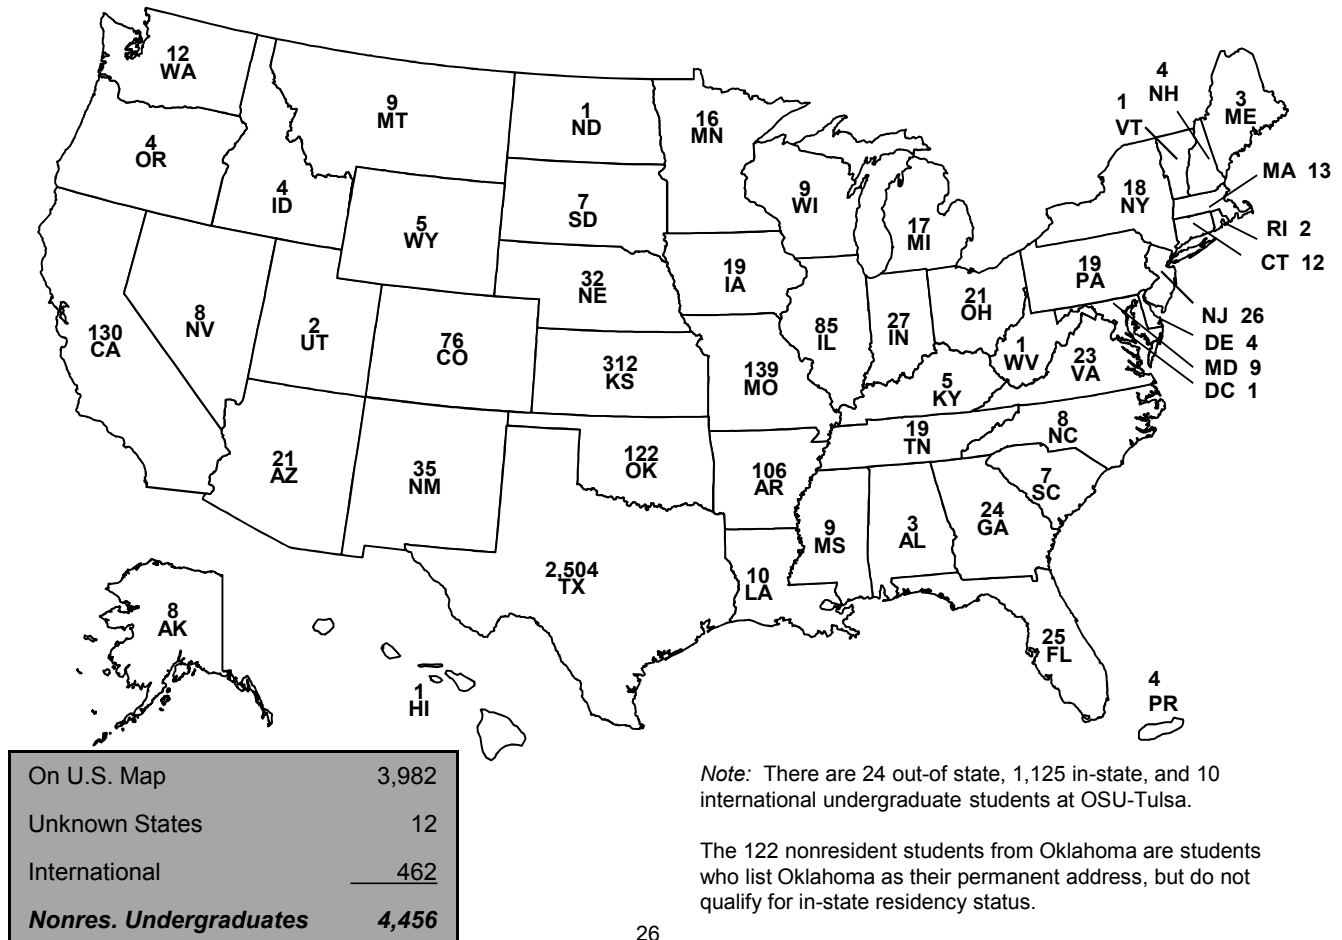 12
WA
4
OR
130
CA
8
NV
4
ID
9
MT
5
WY
2
UT
76
CO
21
AZ
35
NM
1
ND
7
SD
32
NE
312
KS
122
OK
2,504
TX
16
MN
19
IA
139
MO
106
AR
10
LA
9
WI
85
IL
17
MI
27
IN
21
OH
5
KY
19
TN
9
MS
3
AL
24
GA
25
FL
7
SC
8
NC
23
VA
1
WV
19
PA
18
NY
1
VT
4
NH
3
ME
MA 13
RI 2
CT 12
NJ 26
DE 4
MD 9
DC 1
8
AK
1
HI
4
PR
On U.S. Map 3,982
Unknown States 12
International 462
Nonres. Undergraduates 4,456
Note: There are 24 out-of state, 1,125 in-state, and 10
international undergraduate students at OSU-Tulsa.
The 122 nonresident students from Oklahoma are students
who list Oklahoma as their permanent address, but do not
qualify for in-state residency status.
26